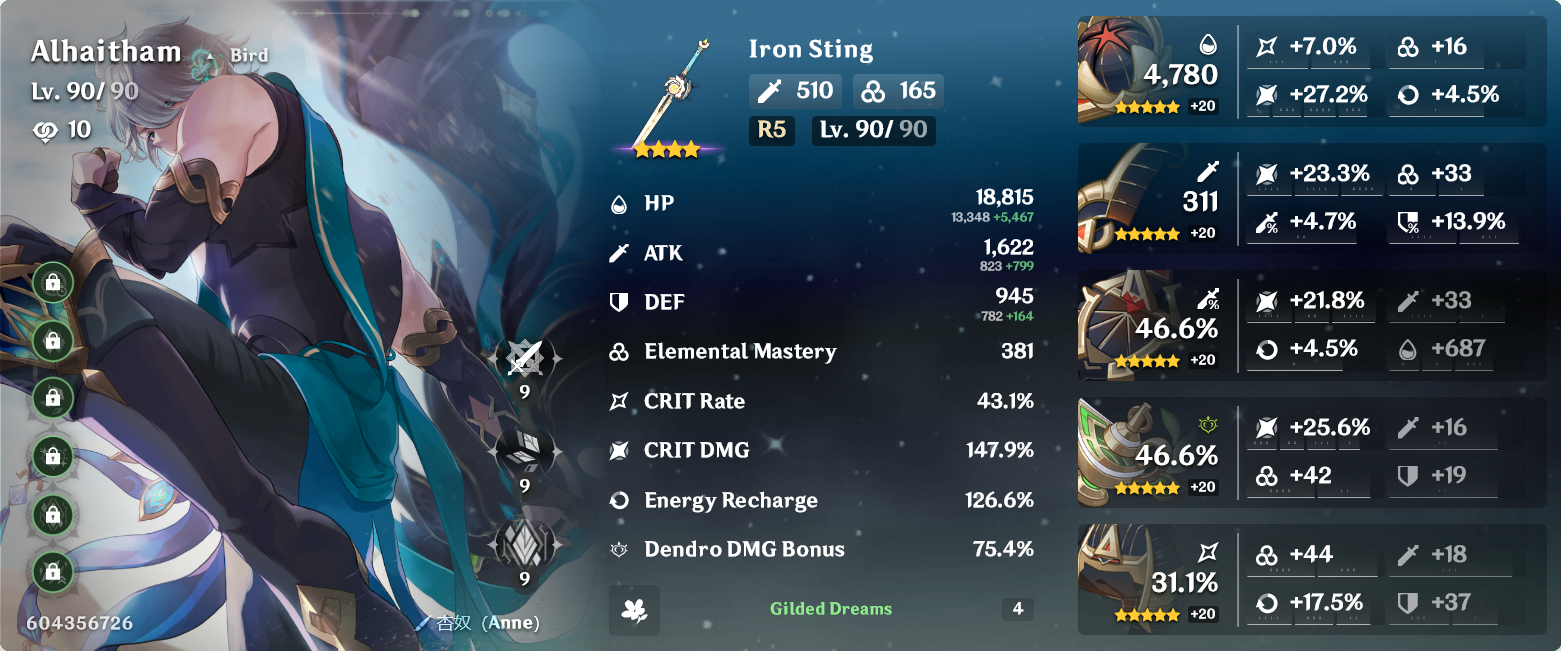 Alhaitham Bird
Lv. 90/ 90
10
9
9
9
604356726
杏奴 (Anne)
Iron Sting
510 165
R5 Lv. 90/ 90
HP 18,815
13,348 +5,467
ATK 1,622
823 +799
DEF 945
782 +164
Elemental Mastery 381
CRIT Rate 43.1%
CRIT DMG 147.9%
Energy Recharge 126.6%
Dendro DMG Bonus 75.4%
Gilded Dreams 4
4,780
+20
+7.0% +16
+27.2% +4.5%
311
+20
+23.3% +33
+4.7% +13.9%
46.6%
+20
+21.8% +33
+4.5% +687
46.6%
+20
+25.6% +16
+42 +19
31.1%
+20
+44 +18
+17.5% +37